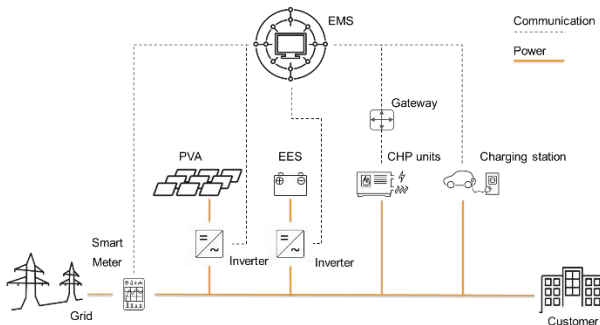 EMS
Communication
Power
Gateway
PVA
EES
CHP units
Charging station
Smart
Meter
Inverter
Inverter
Grid
Customer